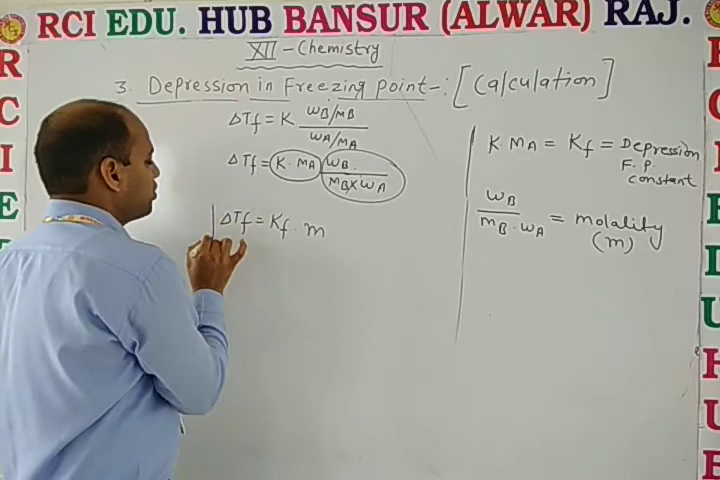 RCI EDU. HUB BANSUR (ALWAR) RAJ.
XII - Chemistry
3. Depression in Freezing point -: [Calculation]
ΔTf = K WB/MB / WA/MA
ΔTf = K·MA WB / MB×WA
ΔTf = Kf · m
K·MA = Kf = Depression
F.P.
constant
WB / MB·WA = molality
(m)
R
C
I
E
D
U
H
U
B